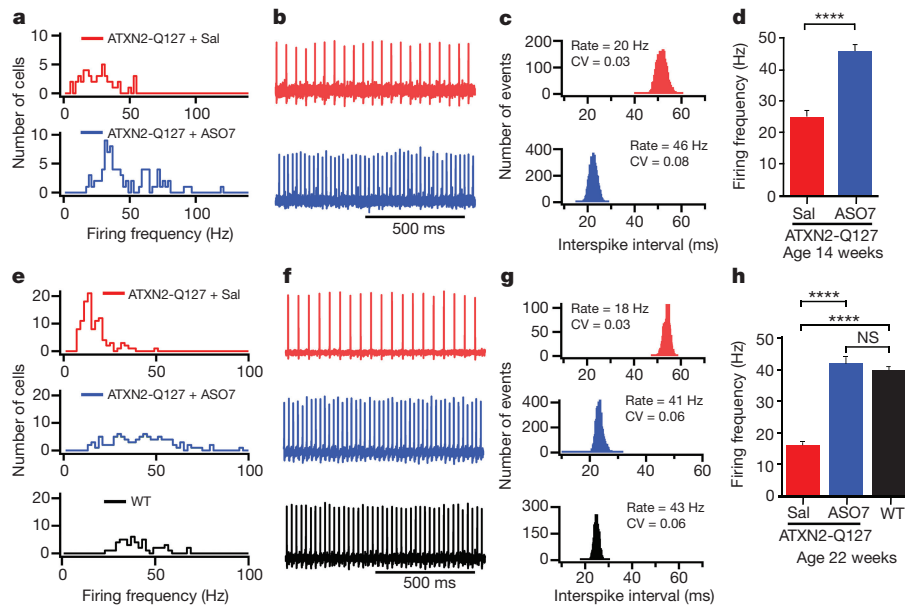 a
Number of cells
10
5
0
ATXN2-Q127 + Sal
10
5
0
ATXN2-Q127 + ASO7
0
50
100
Firing frequency (Hz)
b
500 ms
c
Number of events
200
100
0
Rate = 20 Hz
CV = 0.03
400
200
0
Rate = 46 Hz
CV = 0.08
20
40
60
Interspike interval (ms)
d
****
Firing frequency (Hz)
50
40
30
20
10
0
Sal
ASO7
ATXN2-Q127
Age 14 weeks
e
Number of cells
20
10
0
ATXN2-Q127 + Sal
0
100
20
10
0
ATXN2-Q127 + ASO7
0
50
100
20
10
0
WT
0
50
100
Firing frequency (Hz)
f
500 ms
g
Number of events
100
50
0
Rate = 18 Hz
CV = 0.03
400
200
0
Rate = 41 Hz
CV = 0.06
300
150
0
Rate = 43 Hz
CV = 0.06
0
20
40
60
Interspike interval (ms)
h
****
****
NS
Firing frequency (Hz)
50
40
30
20
10
0
Sal
ASO7
WT
ATXN2-Q127
Age 22 weeks